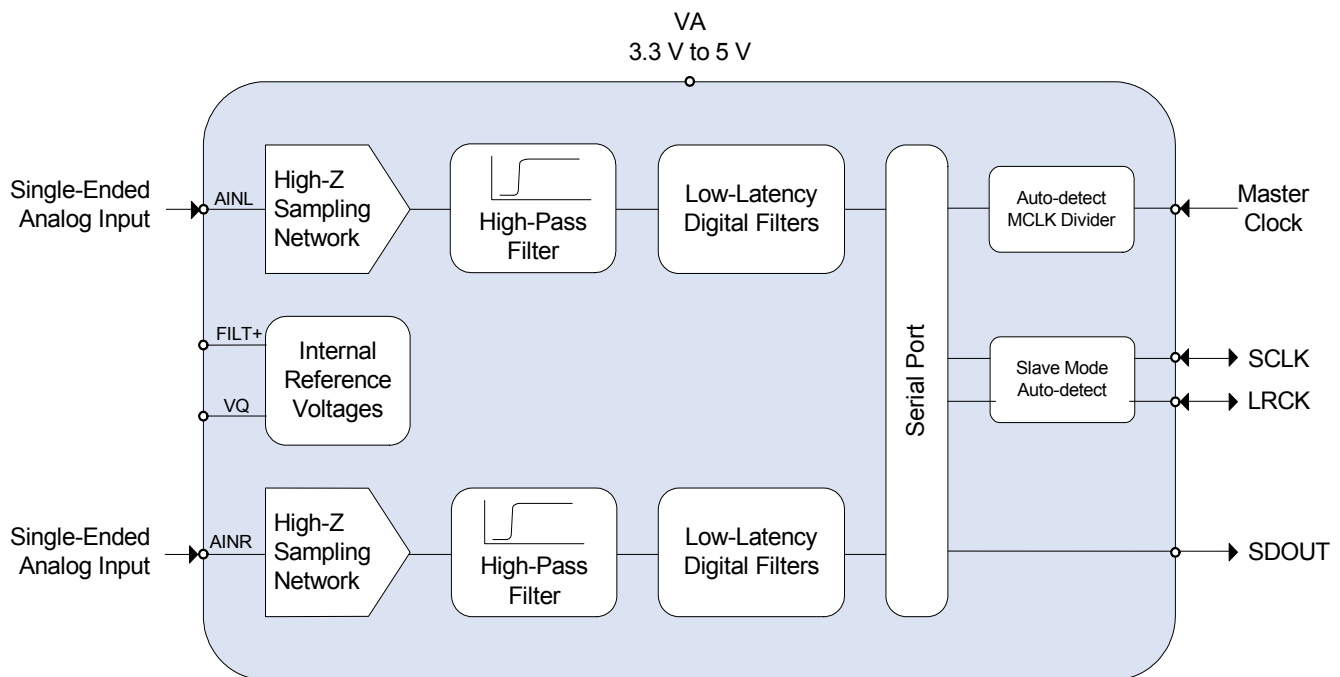 VA
3.3 V to 5 V
Single-Ended
Analog Input
AINL
High-Z
Sampling
Network
High-Pass
Filter
Low-Latency
Digital Filters
Serial Port
Auto-detect
MCLK Divider
Master
Clock
FILT+
VQ
Internal
Reference
Voltages
Slave Mode
Auto-detect
SCLK
LRCK
Single-Ended
Analog Input
AINR
High-Z
Sampling
Network
High-Pass
Filter
Low-Latency
Digital Filters
SDOUT